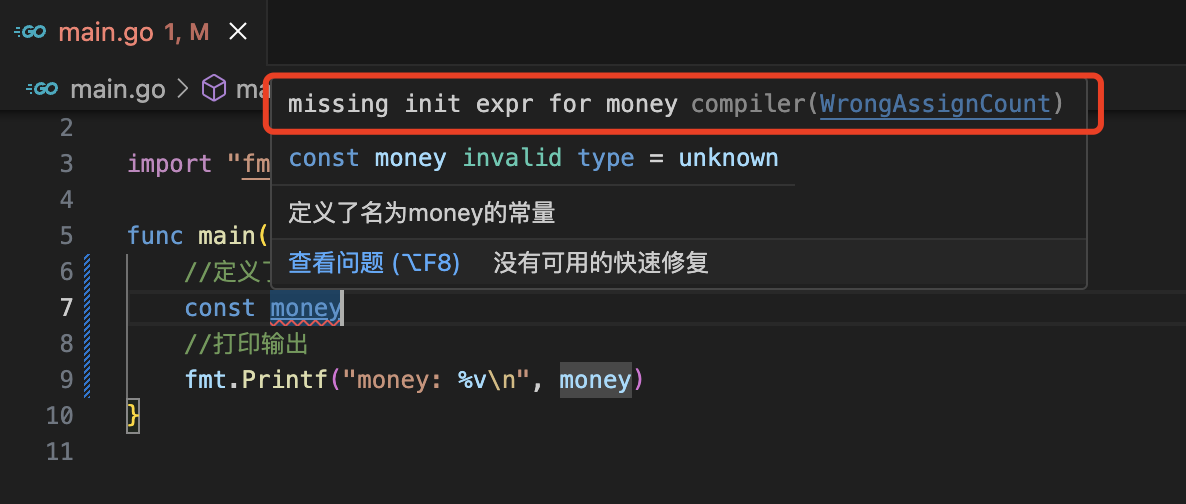 GO main.go 1, M ×
GO main.go > ma
missing init expr for money compiler(WrongAssignCount)
const money invalid type = unknown
定义了名为money的常量
查看问题 (⌥F8) 没有可用的快速修复
2
3 import "fm
4
5 func main(
6 //定义了
7 const money
8 //打印输出
9 fmt.Printf("money: %v\n", money)
10 }
11